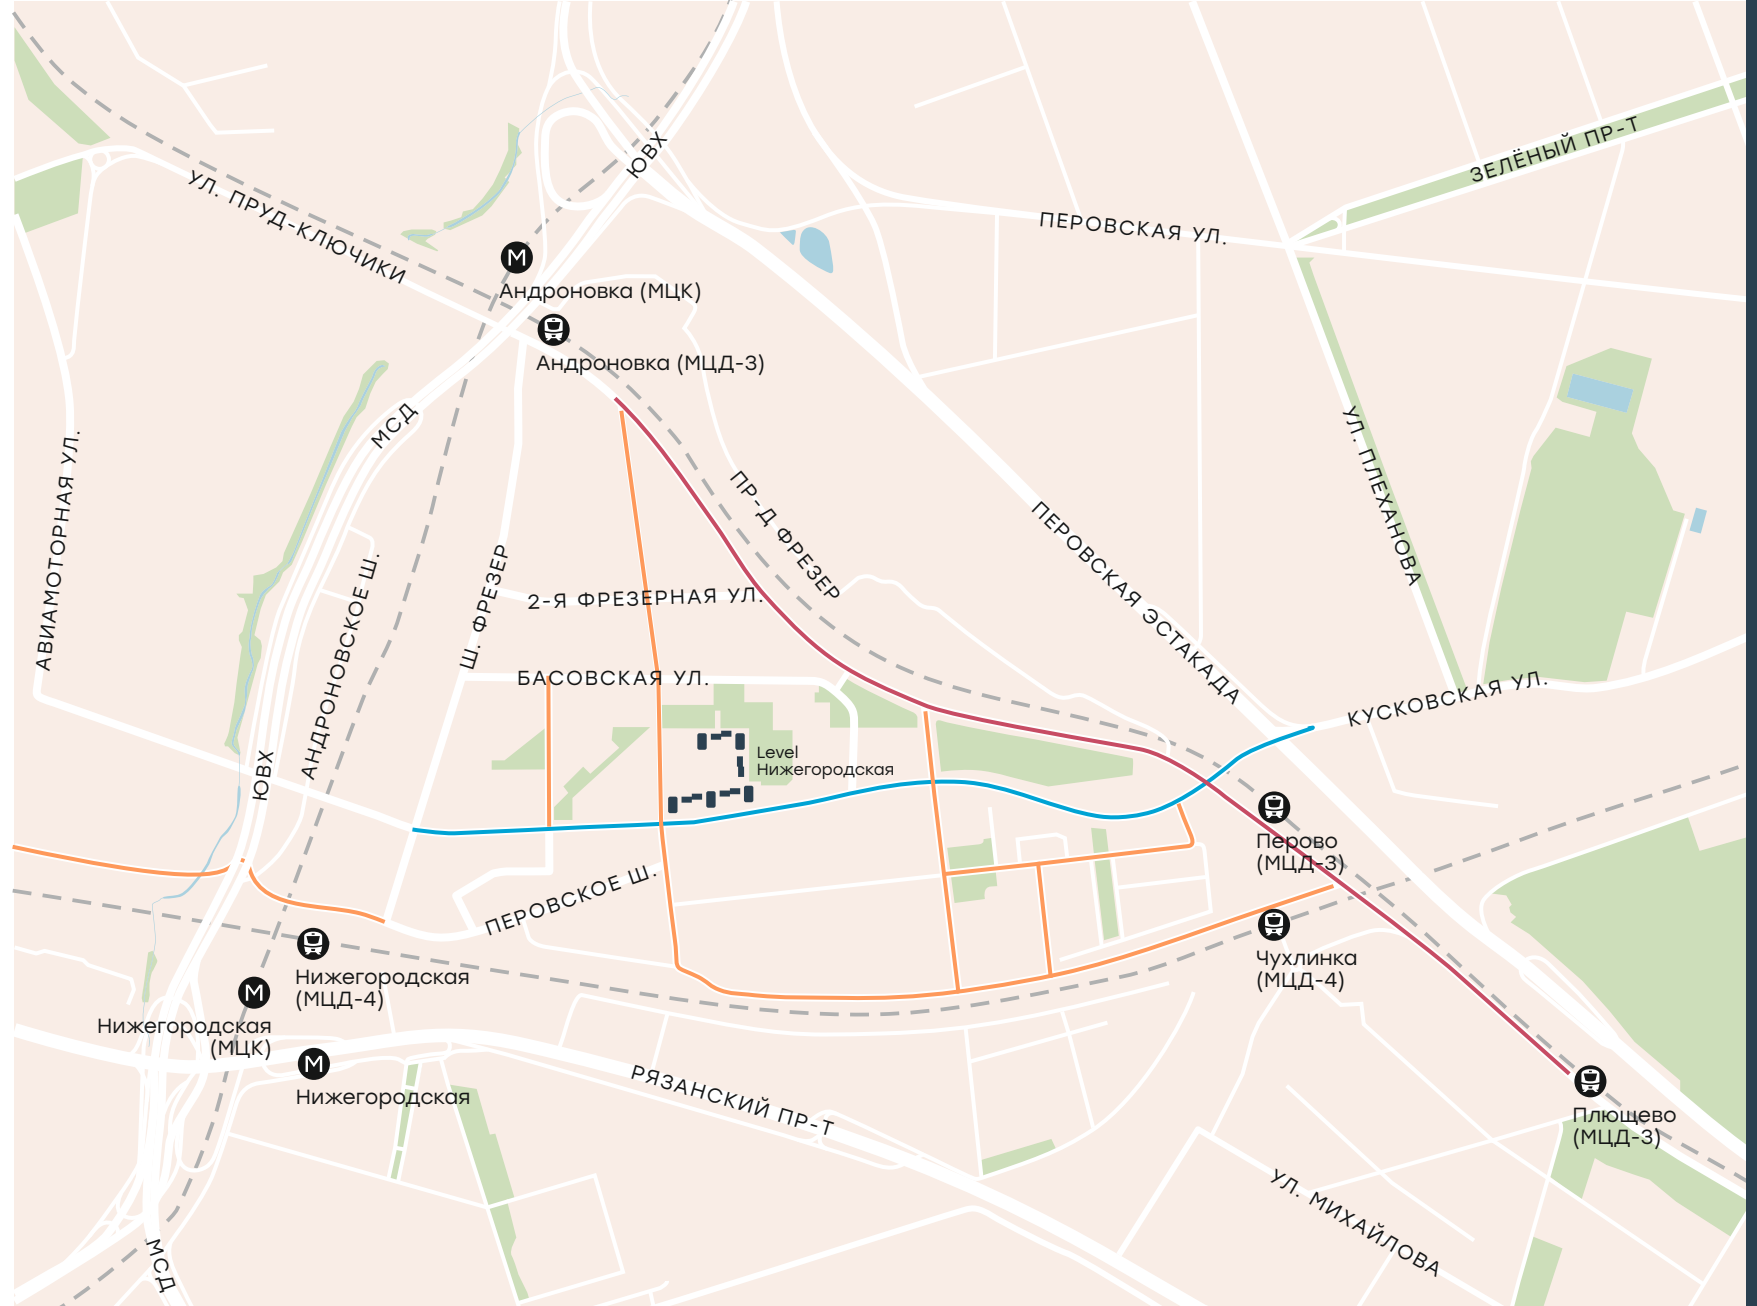 ЮВХ
ЗЕЛЁНЫЙ ПР-Т
УЛ. ПРУД-КЛЮЧИКИ
ПЕРОВСКАЯ УЛ.
М
Андроновка (МЦК)
Андроновка (МЦД-3)
МСД
АВИАМОТОРНАЯ УЛ.
УЛ. ПЛЕХАНОВА
ПР-Д ФРЕЗЕР
ПЕРОВСКАЯ ЭСТАКАДА
АНДРОНОВСКОЕ Ш.
Ш. ФРЕЗЕР
2-Я ФРЕЗЕРНАЯ УЛ.
БАСОВСКАЯ УЛ.
КУСКОВСКАЯ УЛ.
ЮВХ
Level
Нижегородская
Перово
(МЦД-3)
ПЕРОВСКОЕ Ш.
Чухлинка
(МЦД-4)
Нижегородская
(МЦД-4)
М
Нижегородская
(МЦК)
М
Нижегородская
РЯЗАНСКИЙ ПР-Т
Плющево
(МЦД-3)
УЛ. МИХАЙЛОВА
МСД